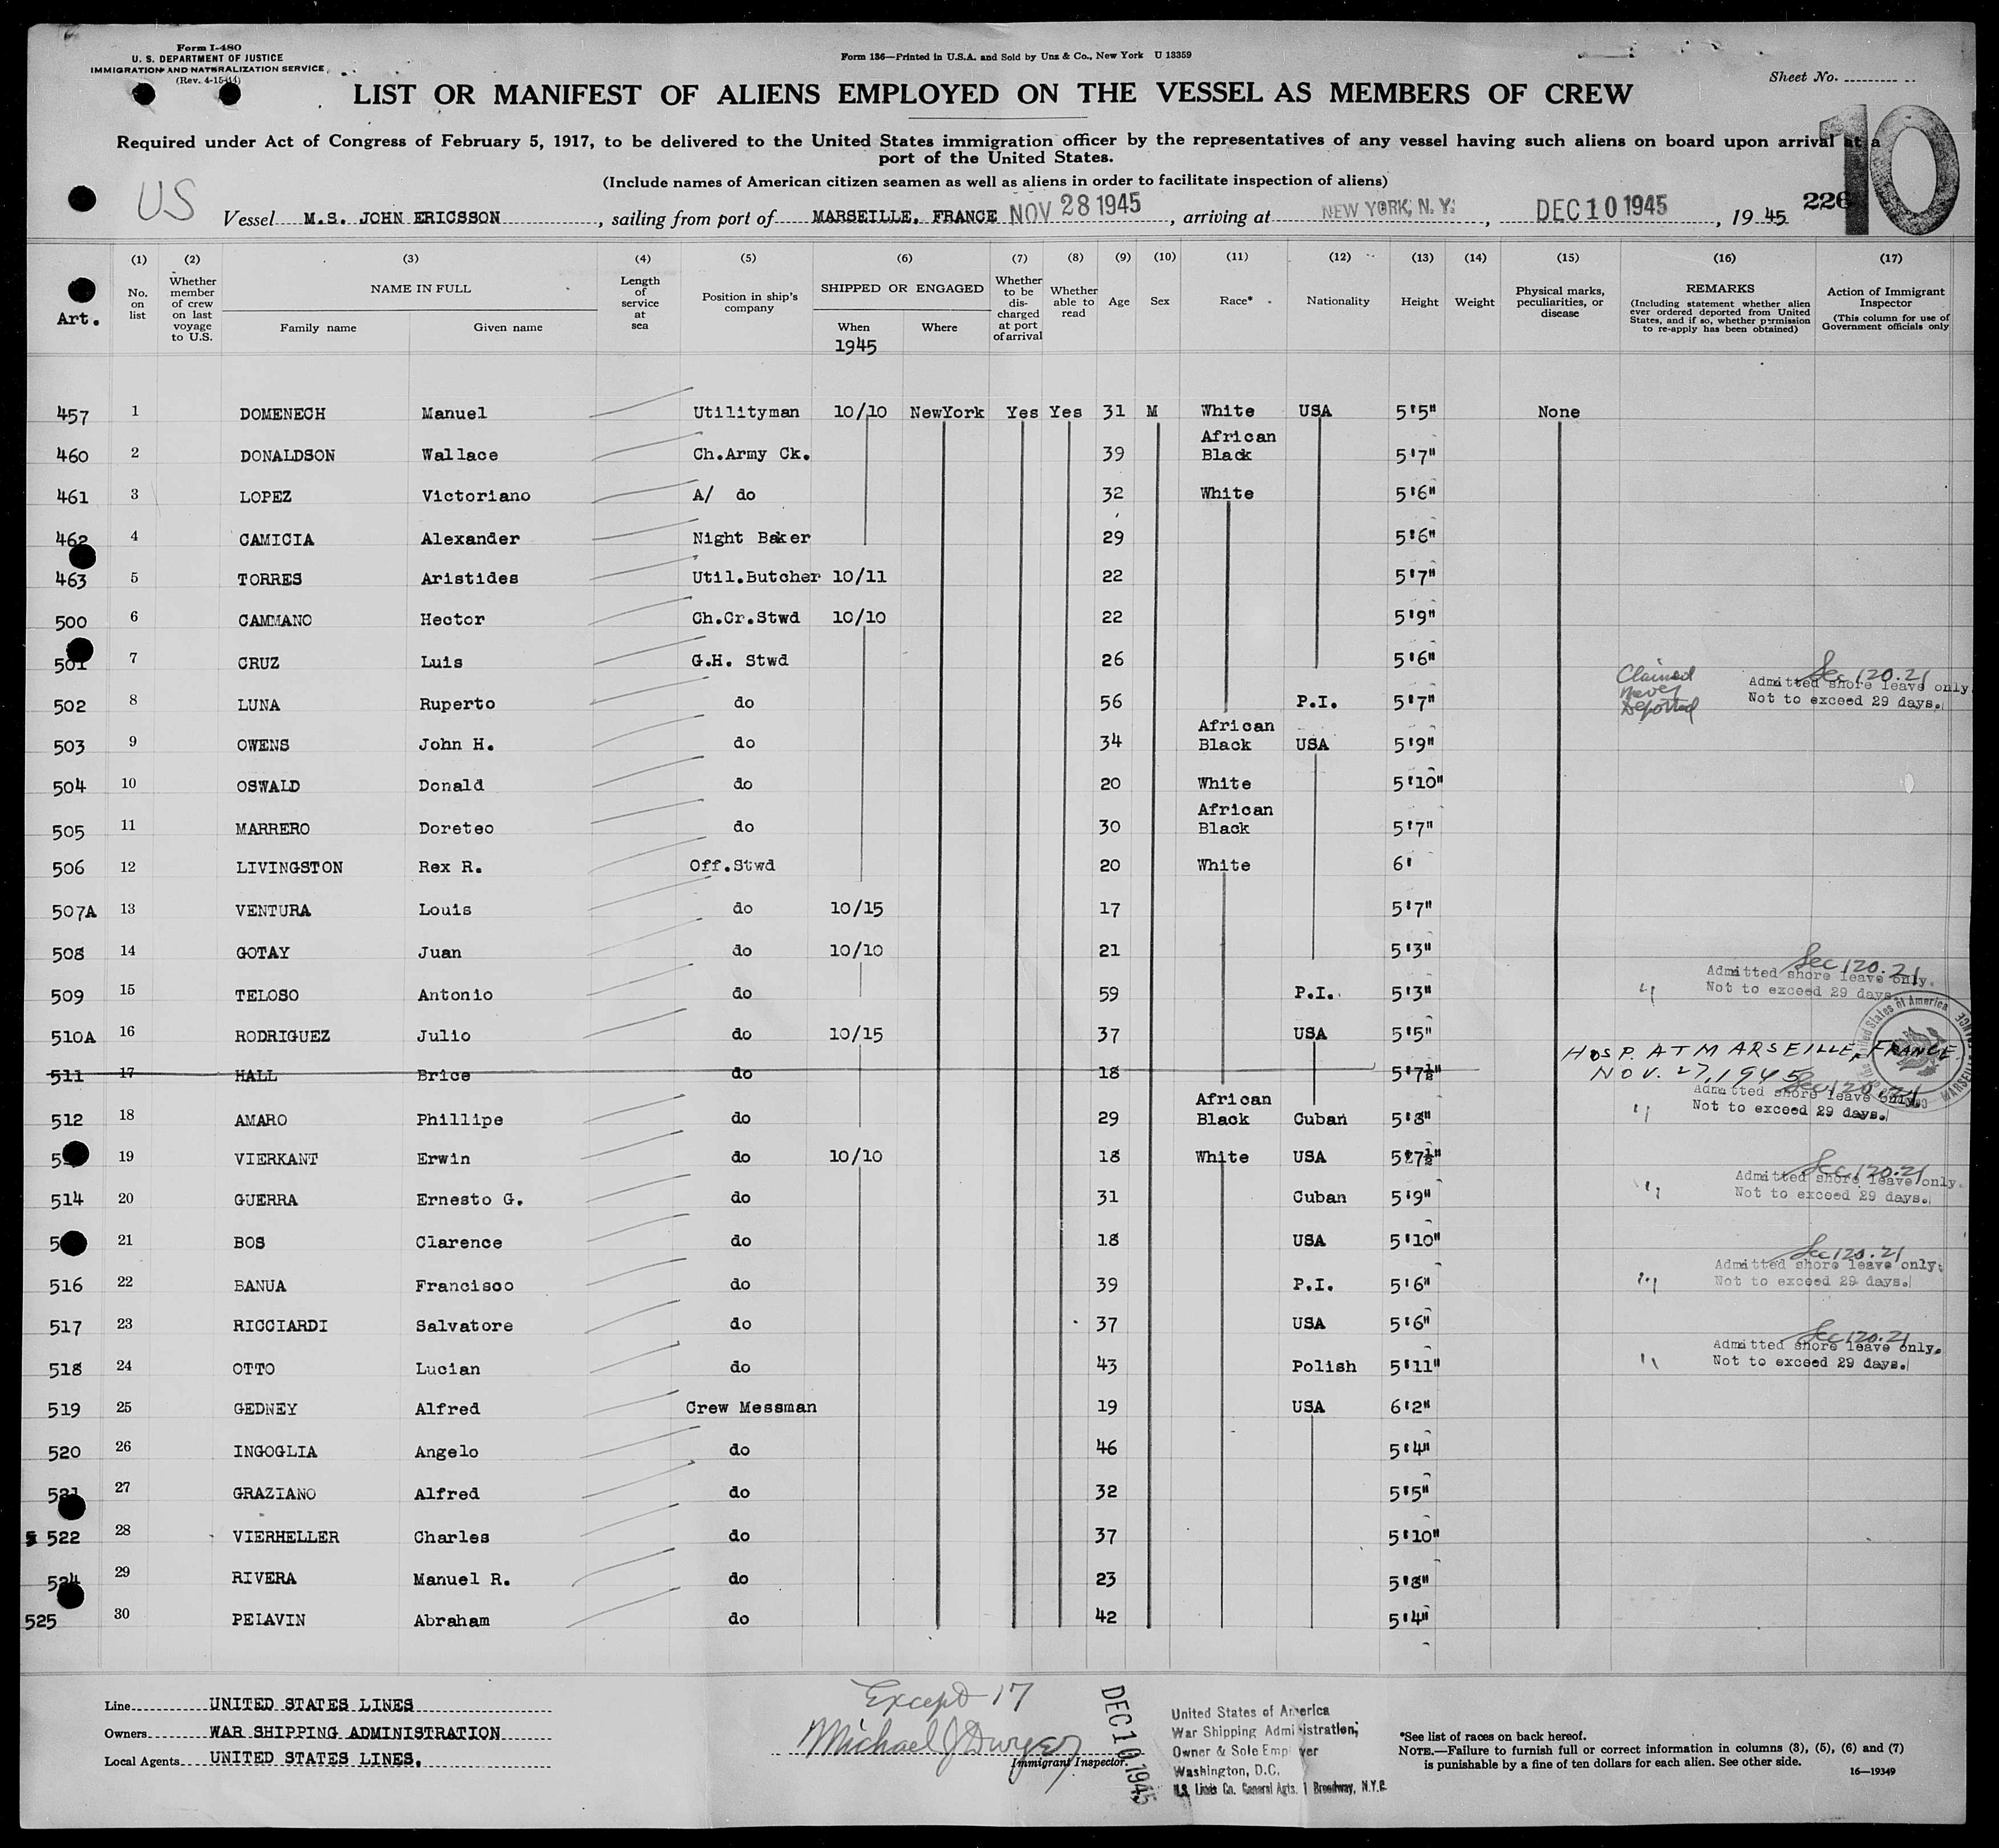 Form I-480
U. S. DEPARTMENT OF JUSTICE
IMMIGRATION AND NATURALIZATION SERVICE
(Rev. 4-15-44)
Form 136—Printed in U.S.A. and Sold by Unz & Co., New York U 13359
Sheet No.
LIST OR MANIFEST OF ALIENS EMPLOYED ON THE VESSEL AS MEMBERS OF CREW
10
Required under Act of Congress of February 5, 1917, to be delivered to the United States immigration officer by the representatives of any vessel having such aliens on board upon arrival at a
port of the United States.
(Include names of American citizen seamen as well as aliens in order to facilitate inspection of aliens)
US
226
Vessel M.S. JOHN ERICSSON, sailing from port of MARSEILLE, FRANCE NOV 28 1945, arriving at NEW YORK, N. Y., DEC 10 1945, 19 45
(1) (2) (3) (4) (5) (6) (7) (8) (9) (10) (11) (12) (13) (14) (15) (16) (17)
Art. No. on list Whether member of crew on last voyage to U.S. NAME IN FULL Family name Given name Length of service at sea Position in ship's company SHIPPED OR ENGAGED When 1945 Where Whether to be discharged at port of arrival Whether able to read Age Sex Race* Nationality Height Weight Physical marks, peculiarities, or disease REMARKS (Including statement whether alien ever ordered deported from United States, and if so, whether permission to re-apply has been obtained) Action of Immigrant Inspector (This column for use of Government officials only
457 1 DOMENECH Manuel Utilityman 10/10 NewYork Yes Yes 31 M White USA 5'5" None
460 2 DONALDSON Wallace Ch.Army Ck. 39 African Black 5'7"
461 3 LOPEZ Victoriano A/ do 32 White 5'6"
462 4 CAMICIA Alexander Night Baker 29 5'6"
463 5 TORRES Aristides Util.Butcher 10/11 22 5'7"
500 6 CAMMANO Hector Ch.Cr.Stwd 10/10 22 5'9"
501 7 CRUZ Luis G.H. Stwd 26 5'6"
502 8 LUNA Ruperto do 56 P.I. 5'7" Claimed never Deported Sec 120.21 Admitted shore leave only. Not to exceed 29 days.
503 9 OWENS John H. do 34 African Black USA 5'9"
504 10 OSWALD Donald do 20 White 5'10"
505 11 MARRERO Doreteo do 30 African Black 5'7"
506 12 LIVINGSTON Rex R. Off.Stwd 20 White 6'
507A 13 VENTURA Louis do 10/15 17 5'7"
508 14 GOTAY Juan do 10/10 21 5'3"
509 15 TELOSO Antonio do 59 P.I. 5'3" " Sec 120.21 Admitted shore leave only. Not to exceed 29 days.
510A 16 RODRIGUEZ Julio do 10/15 37 USA 5'5"
511 17 HALL Brice do 18 5'7½" HOSP. AT MARSEILLE, FRANCE NOV. 27, 1945
512 18 AMARO Phillipe do 29 African Black Cuban 5'8" " Sec 120.21 Admitted shore leave only. Not to exceed 29 days.
19 VIERKANT Erwin do 10/10 18 White USA 5'7½"
514 20 GUERRA Ernesto G. do 31 Cuban 5'9" " Sec 120.21 Admitted shore leave only. Not to exceed 29 days.
21 BOS Clarence do 18 USA 5'10"
516 22 BANUA Francisco do 39 P.I. 5'6" " Sec 120.21 Admitted shore leave only. Not to exceed 29 days.
517 23 RICCIARDI Salvatore do 37 USA 5'6"
518 24 OTTO Lucian do 43 Polish 5'11" " Sec 120.21 Admitted shore leave only. Not to exceed 29 days.
519 25 GEDNEY Alfred Crew Messman 19 USA 6'2"
520 26 INGOGLIA Angelo do 46 5'4"
521 27 GRAZIANO Alfred do 32 5'5"
522 28 VIERHELLER Charles do 37 5'10"
524 29 RIVERA Manuel R. do 23 5'8"
525 30 PELAVIN Abraham do 42 5'4"
Line UNITED STATES LINES
Owners WAR SHIPPING ADMINISTRATION
Local Agents UNITED STATES LINES.
Except 17
Michael J Dwyer
Immigrant Inspector.
DEC 10 1945
United States of America
War Shipping Administration,
Owner & Sole Employer
Washington, D.C.
U.S. Lines Co. General Agts. 1 Broadway, N.Y.C.
*See list of races on back hereof.
NOTE.—Failure to furnish full or correct information in columns (3), (5), (6) and (7)
is punishable by a fine of ten dollars for each alien. See other side.
16—19349